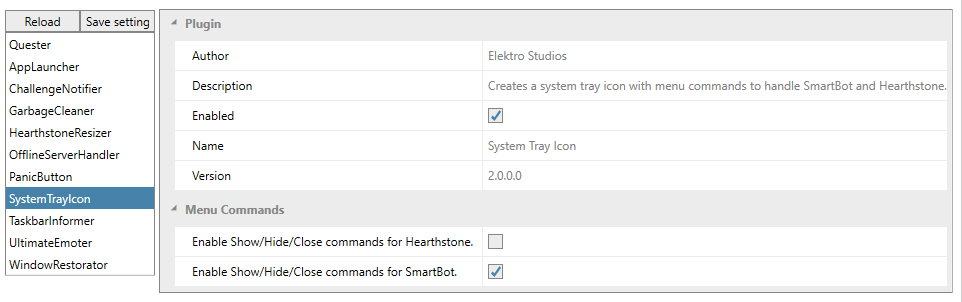 Reload Save setting
Quester
AppLauncher
ChallengeNotifier
GarbageCleaner
HearthstoneResizer
OfflineServerHandler
PanicButton
SystemTrayIcon
TaskbarInformer
UltimateEmoter
WindowRestorator
Plugin
Author Elektro Studios
Description Creates a system tray icon with menu commands to handle SmartBot and Hearthstone.
Enabled
Name System Tray Icon
Version 2.0.0.0
Menu Commands
Enable Show/Hide/Close commands for Hearthstone.
Enable Show/Hide/Close commands for SmartBot.